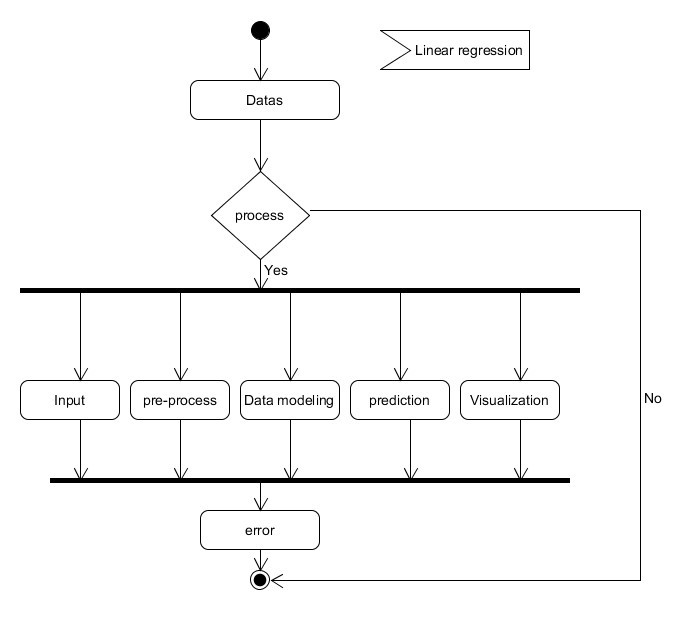 Linear regression
Datas
process
Yes
Input
pre-process
Data modeling
prediction
Visualization
No
error